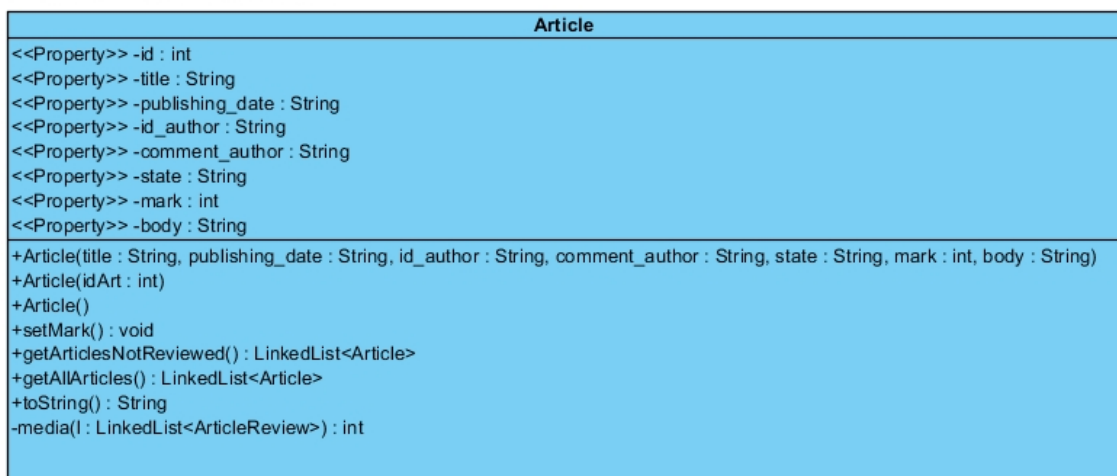 Article
<<Property>> -id : int
<<Property>> -title : String
<<Property>> -publishing_date : String
<<Property>> -id_author : String
<<Property>> -comment_author : String
<<Property>> -state : String
<<Property>> -mark : int
<<Property>> -body : String
+Article(title : String, publishing_date : String, id_author : String, comment_author : String, state : String, mark : int, body : String)
+Article(idArt : int)
+Article()
+setMark() : void
+getArticlesNotReviewed() : LinkedList<Article>
+getAllArticles() : LinkedList<Article>
+toString() : String
-media(l : LinkedList<ArticleReview>) : int